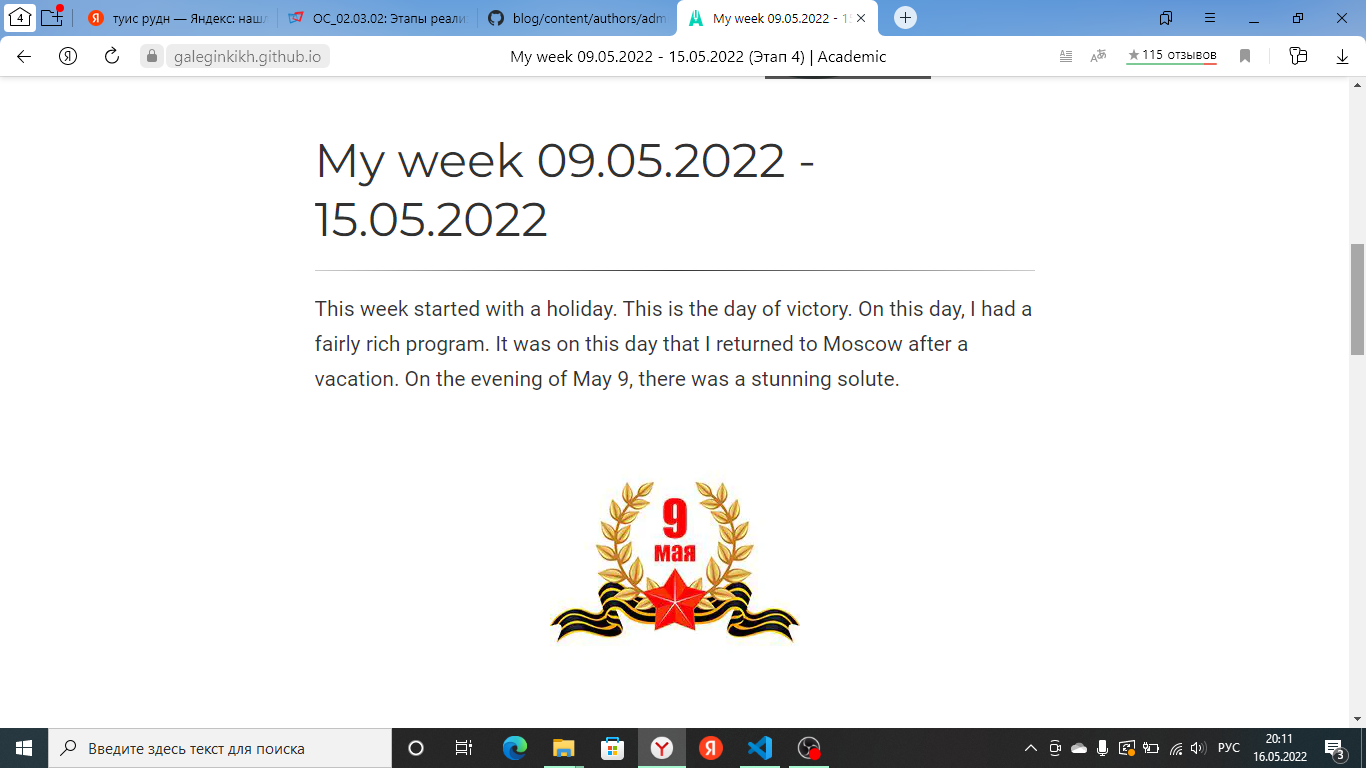 4
туис рудн — Яндекс: наш
ОС_02.03.02: Этапы реали
blog/content/authors/adm
My week 09.05.2022 - 15
galeginkikh.github.io
My week 09.05.2022 - 15.05.2022 (Этап 4) | Academic
★115 отзывов
My week 09.05.2022 -
15.05.2022
This week started with a holiday. This is the day of victory. On this day, I had a
fairly rich program. It was on this day that I returned to Moscow after a
vacation. On the evening of May 9, there was a stunning solute.
9
мая
Введите здесь текст для поиска
РУС
20:11
16.05.2022
3